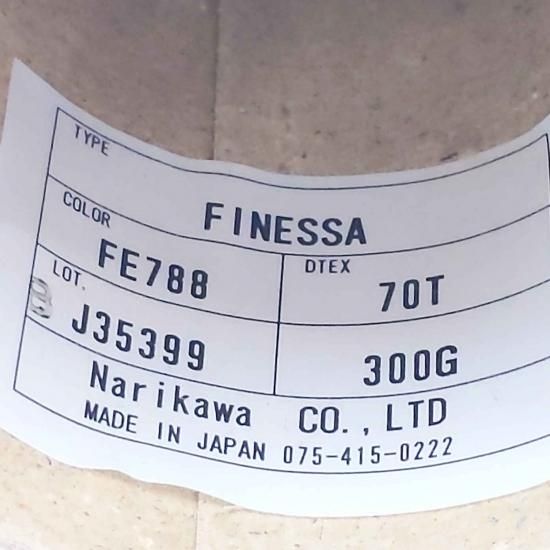 TYPE
FINESSA
COLOR
FE788
DTEX
70T
LOT.
J35399
300G
Narikawa CO.,LTD
MADE IN JAPAN 075-415-0222